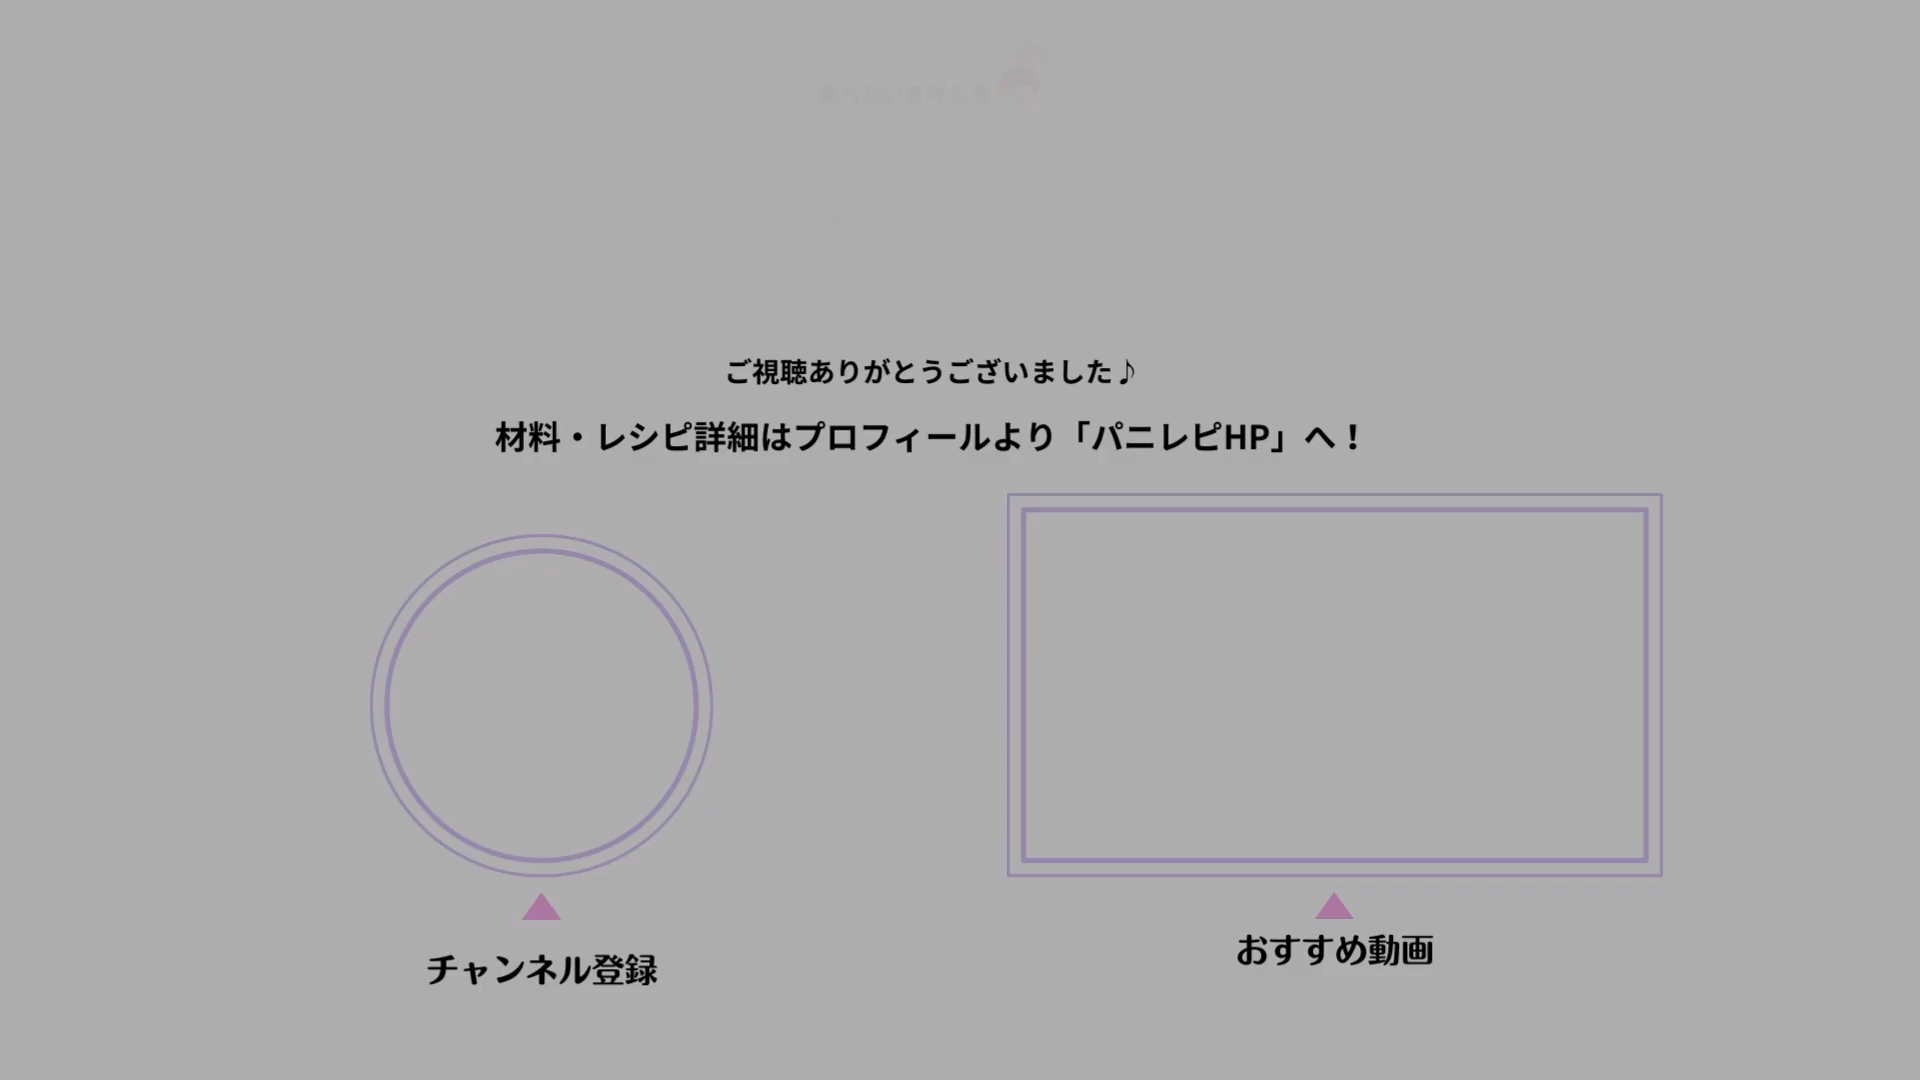 ご視聴ありがとうございました♪
材料・レシピ詳細はプロフィールより「パニレピHP」へ！
チャンネル登録
おすすめ動画